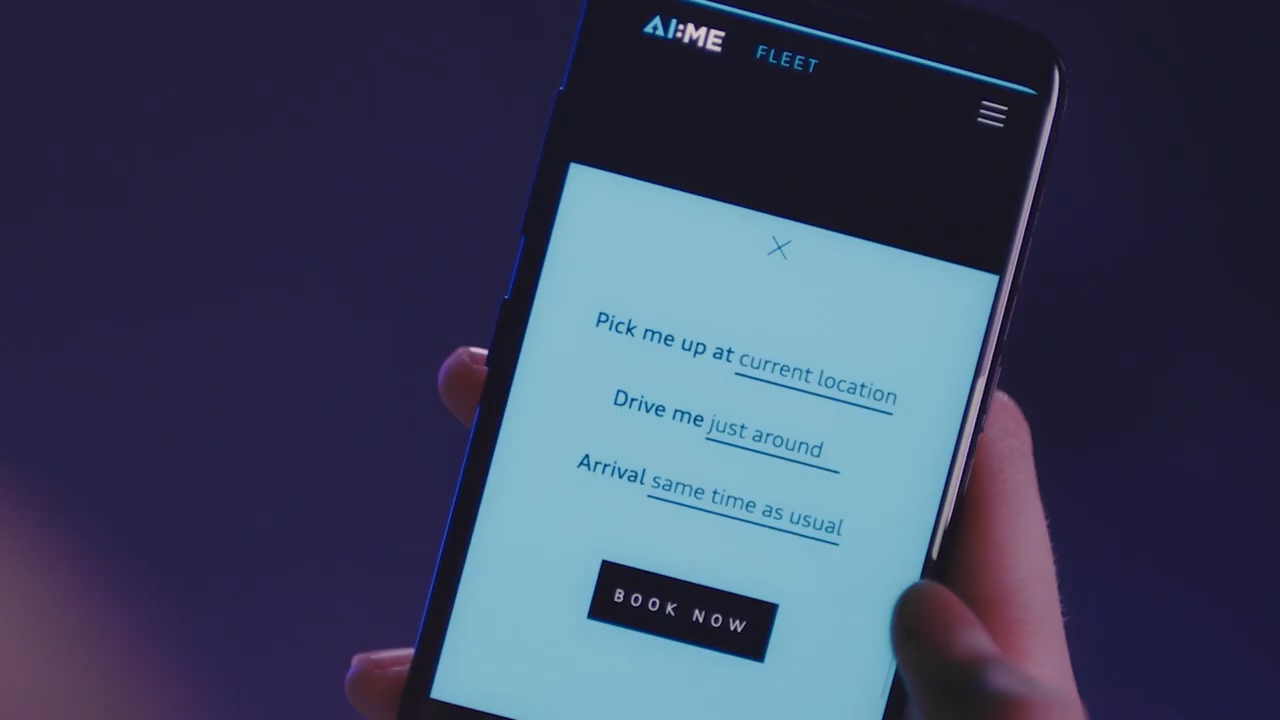 AI:ME FLEET
Pick me up at current location
Drive me just around
Arrival same time as usual
BOOK NOW